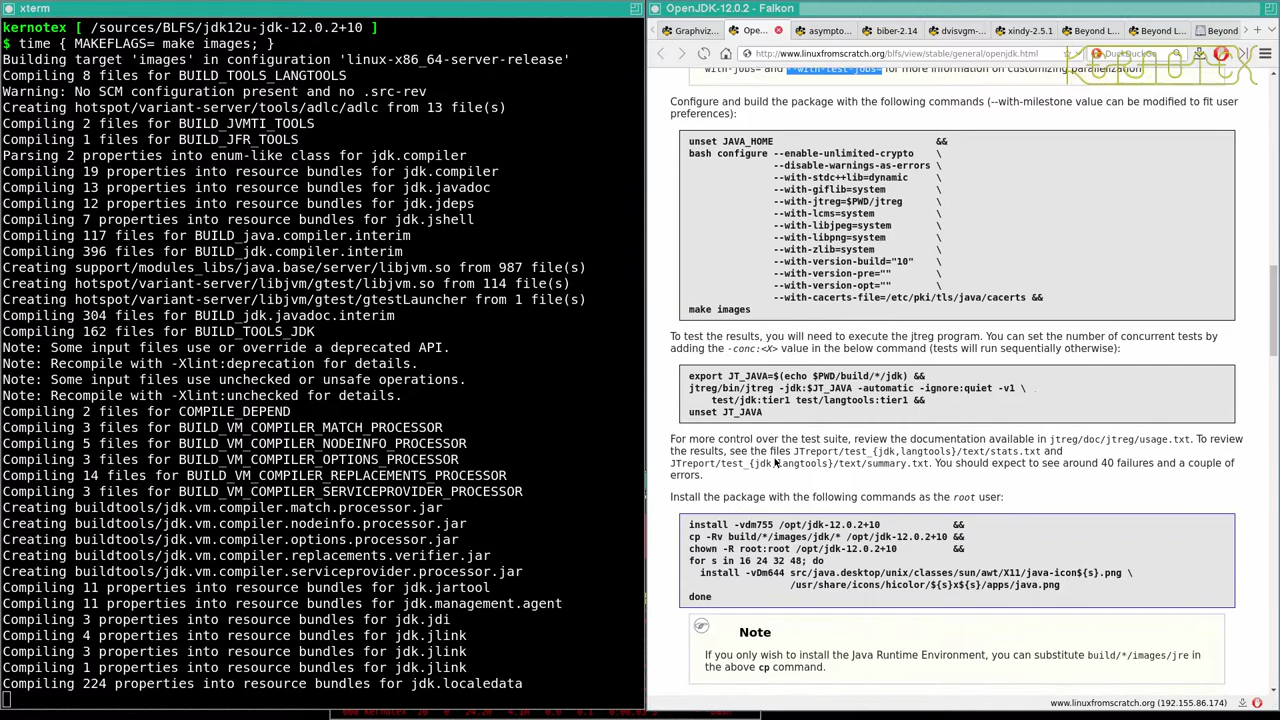 xterm
kernotex [ /sources/BLFS/jdk12u-jdk-12.0.2+10 ]
$ time { MAKEFLAGS= make images; }
Building target 'images' in configuration 'linux-x86_64-server-release'
Compiling 8 files for BUILD_TOOLS_LANGTOOLS
Warning: No SCM configuration present and no .src-rev
Creating hotspot/variant-server/tools/adlc/adlc from 13 file(s)
Compiling 2 files for BUILD_JVMTI_TOOLS
Compiling 1 files for BUILD_JFR_TOOLS
Parsing 2 properties into enum-like class for jdk.compiler
Compiling 19 properties into resource bundles for jdk.compiler
Compiling 13 properties into resource bundles for jdk.javadoc
Compiling 12 properties into resource bundles for jdk.jdeps
Compiling 7 properties into resource bundles for jdk.jshell
Compiling 117 files for BUILD_java.compiler.interim
Compiling 396 files for BUILD_jdk.compiler.interim
Creating support/modules_libs/java.base/server/libjvm.so from 987 file(s)
Creating hotspot/variant-server/libjvm/gtest/libjvm.so from 114 file(s)
Creating hotspot/variant-server/libjvm/gtest/gtestLauncher from 1 file(s)
Compiling 304 files for BUILD_jdk.javadoc.interim
Compiling 162 files for BUILD_TOOLS_JDK
Note: Some input files use or override a deprecated API.
Note: Recompile with -Xlint:deprecation for details.
Note: Some input files use unchecked or unsafe operations.
Note: Recompile with -Xlint:unchecked for details.
Compiling 2 files for COMPILE_DEPEND
Compiling 3 files for BUILD_VM_COMPILER_MATCH_PROCESSOR
Compiling 5 files for BUILD_VM_COMPILER_NODEINFO_PROCESSOR
Compiling 3 files for BUILD_VM_COMPILER_OPTIONS_PROCESSOR
Compiling 14 files for BUILD_VM_COMPILER_REPLACEMENTS_PROCESSOR
Compiling 3 files for BUILD_VM_COMPILER_SERVICEPROVIDER_PROCESSOR
Creating buildtools/jdk.vm.compiler.match.processor.jar
Creating buildtools/jdk.vm.compiler.nodeinfo.processor.jar
Creating buildtools/jdk.vm.compiler.options.processor.jar
Creating buildtools/jdk.vm.compiler.replacements.verifier.jar
Creating buildtools/jdk.vm.compiler.serviceprovider.processor.jar
Compiling 11 properties into resource bundles for jdk.jartool
Compiling 11 properties into resource bundles for jdk.management.agent
Compiling 3 properties into resource bundles for jdk.jdi
Compiling 4 properties into resource bundles for jdk.jlink
Compiling 3 properties into resource bundles for jdk.jlink
Compiling 1 properties into resource bundles for jdk.jlink
Compiling 224 properties into resource bundles for jdk.localedata
OpenJDK-12.0.2 - Falkon
Graphviz... Ope... asympto... biber-2.14 dvisvgm-... xindy-2.5.1 Beyond L... Beyond L... Beyond
http://www.linuxfromscratch.org/blfs/view/stable/general/openjdk.html DuckDuckGo
KERNOTEX
with-jobs= and --with-test-jobs= for more information on customizing parallelization.
Configure and build the package with the following commands (--with-milestone value can be modified to fit user
preferences):
unset JAVA_HOME &&
bash configure --enable-unlimited-crypto \
--disable-warnings-as-errors \
--with-stdc++lib=dynamic \
--with-giflib=system \
--with-jtreg=$PWD/jtreg \
--with-lcms=system \
--with-libjpeg=system \
--with-libpng=system \
--with-zlib=system \
--with-version-build="10" \
--with-version-pre="" \
--with-version-opt="" \
--with-cacerts-file=/etc/pki/tls/java/cacerts &&
make images
To test the results, you will need to execute the jtreg program. You can set the number of concurrent tests by
adding the -conc:<X> value in the below command (tests will run sequentially otherwise):
export JT_JAVA=$(echo $PWD/build/*/jdk) &&
jtreg/bin/jtreg -jdk:$JT_JAVA -automatic -ignore:quiet -v1 \
test/jdk:tier1 test/langtools:tier1 &&
unset JT_JAVA
For more control over the test suite, review the documentation available in jtreg/doc/jtreg/usage.txt. To review
the results, see the files JTreport/test_{jdk,langtools}/text/stats.txt and
JTreport/test_{jdk,langtools}/text/summary.txt. You should expect to see around 40 failures and a couple of
errors.
Install the package with the following commands as the root user:
install -vdm755 /opt/jdk-12.0.2+10 &&
cp -Rv build/*/images/jdk/* /opt/jdk-12.0.2+10 &&
chown -R root:root /opt/jdk-12.0.2+10 &&
for s in 16 24 32 48; do
install -vDm644 src/java.desktop/unix/classes/sun/awt/X11/java-icon${s}.png \
/usr/share/icons/hicolor/${s}x${s}/apps/java.png
done
Note
If you only wish to install the Java Runtime Environment, you can substitute build/*/images/jre in
the above cp command.
www.linuxfromscratch.org (192.155.86.174)